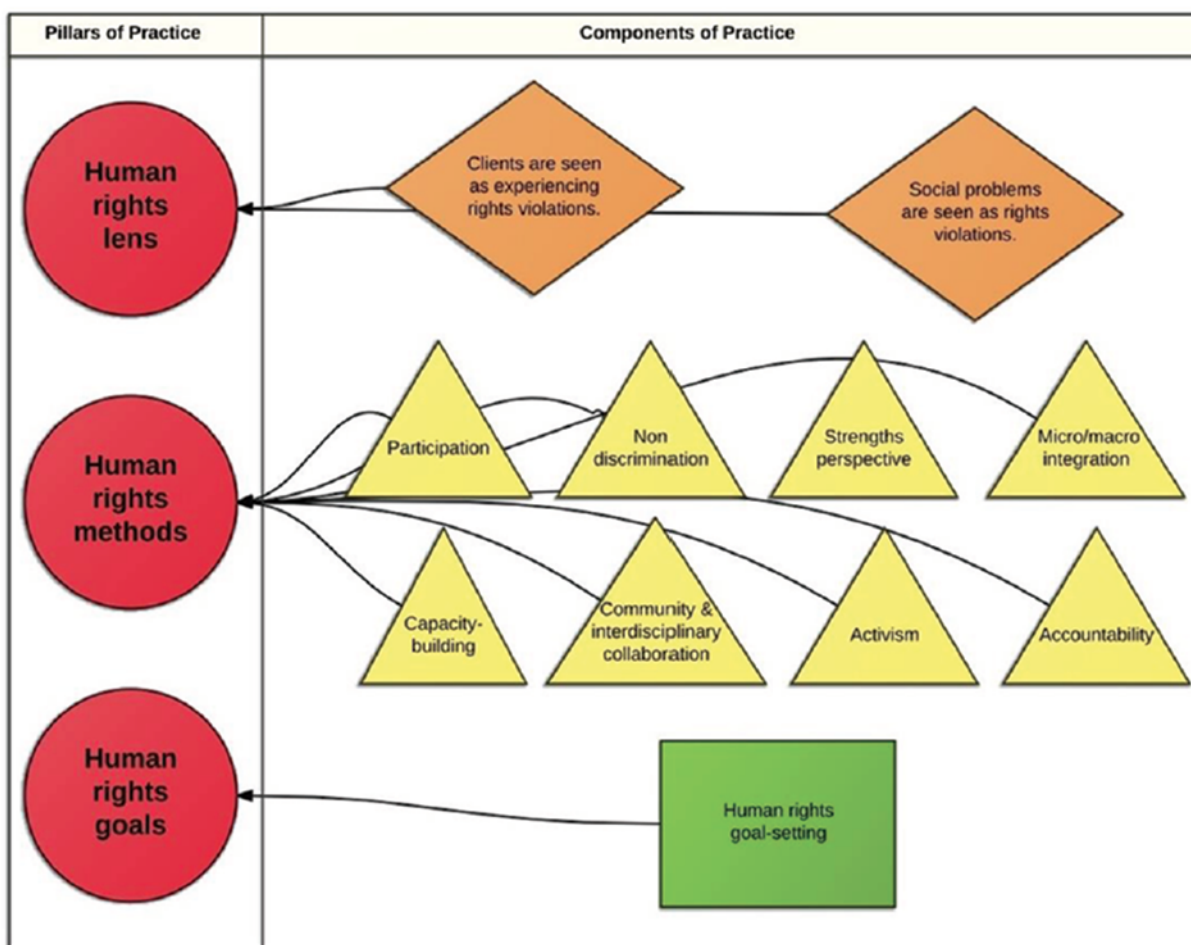 Pillars of Practice
Components of Practice
Human
rights
lens
Clients are seen
as experiencing
rights violations.
Social problems
are seen as rights
violations.
Human
rights
methods
Participation
Non
discrimination
Strengths
perspective
Micro/macro
integration
Capacity-
building
Community &
interdisciplinary
collaboration
Activism
Accountability
Human
rights
goals
Human rights
goal-setting